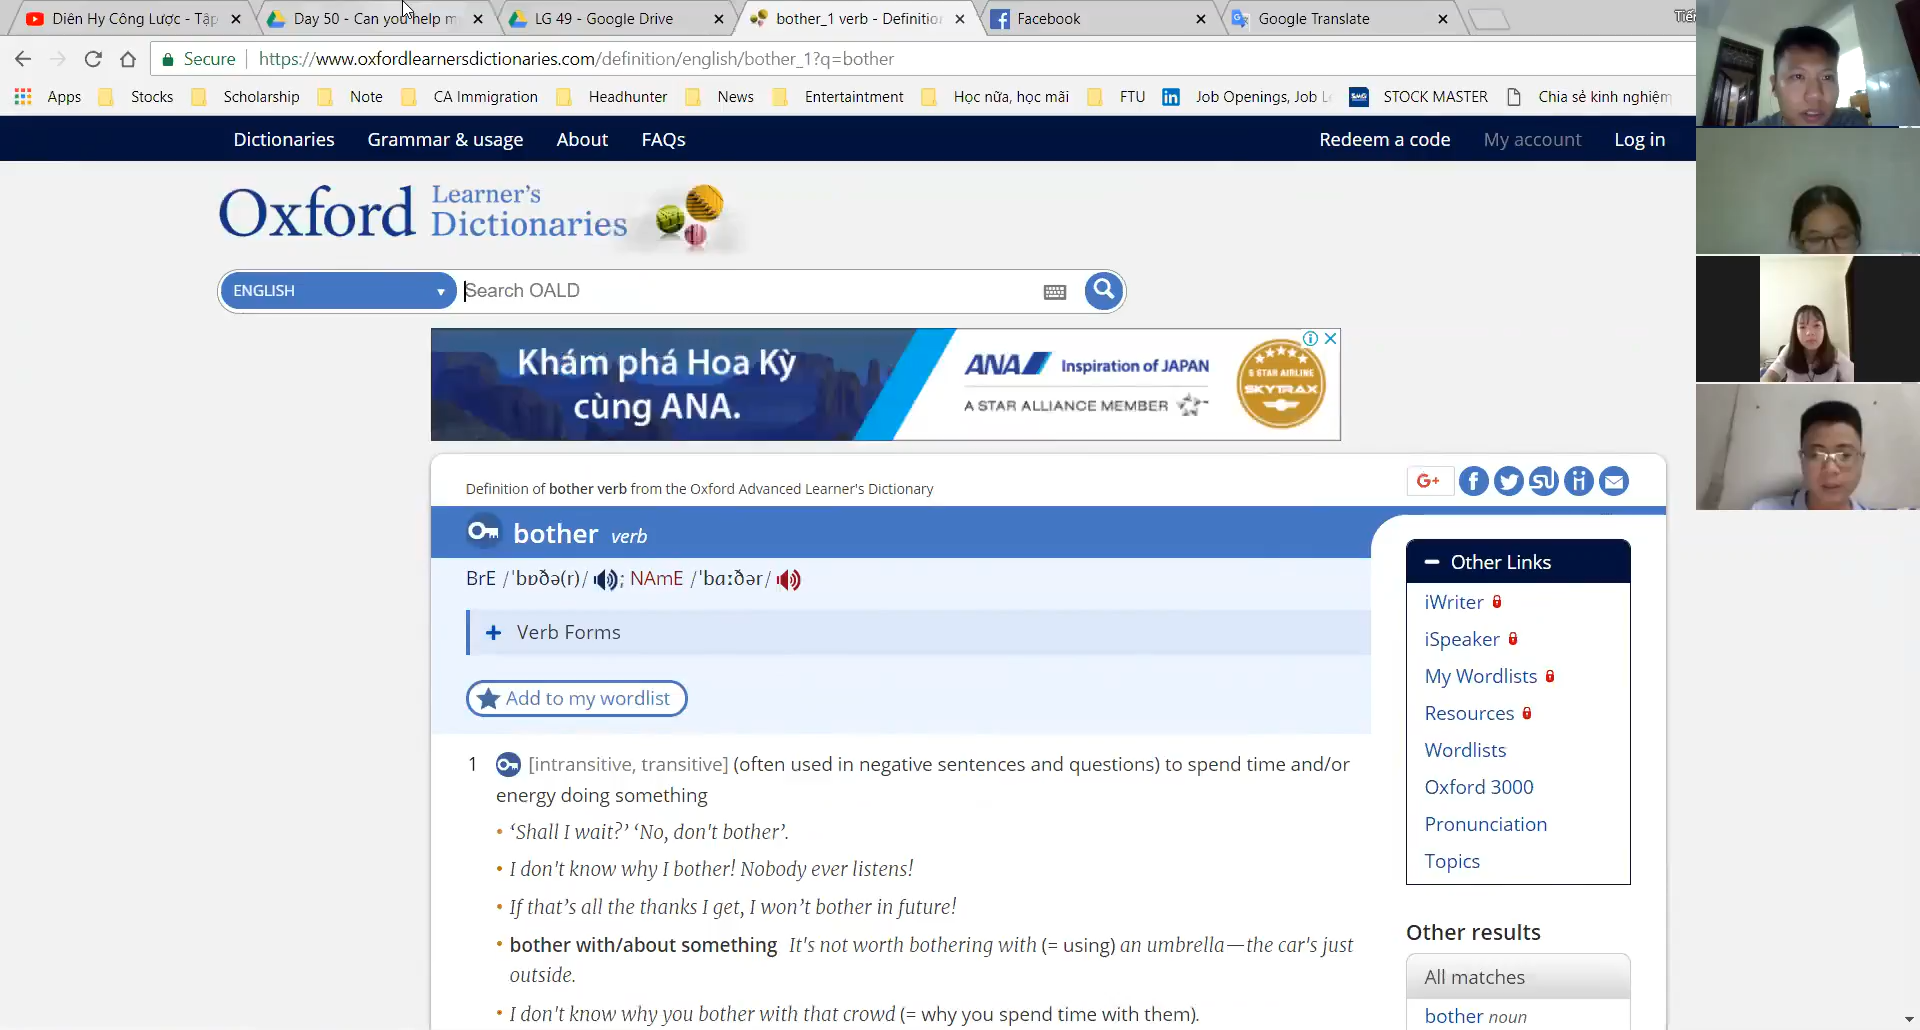 Diên Hy Công Lược - Tập
Day 50 - Can you help m
LG 49 - Google Drive
bother_1 verb - Definitio
Facebook
Google Translate
Secure
https://www.oxfordlearnersdictionaries.com/definition/english/bother_1?q=bother
Apps Stocks Scholarship Note CA Immigration Headhunter News Entertaintment Học nữa, học mãi FTU Job Openings, Job L STOCK MASTER Chia sẻ kinh nghiệm
Dictionaries Grammar & usage About FAQs Redeem a code My account Log in
Oxford Learner's Dictionaries
ENGLISH Search OALD
Khám phá Hoa Kỳ
cùng ANA.
ANA Inspiration of JAPAN
A STAR ALLIANCE MEMBER
5 STAR AIRLINE
SKYTRAX
Definition of bother verb from the Oxford Advanced Learner's Dictionary
G+
bother verb
BrE /ˈbɒðə(r)/ ; NAmE /ˈbɑːðər/
+ Verb Forms
Add to my wordlist
1 [intransitive, transitive] (often used in negative sentences and questions) to spend time and/or
energy doing something
• ‘Shall I wait?’ ‘No, don't bother’.
• I don't know why I bother! Nobody ever listens!
• If that’s all the thanks I get, I won’t bother in future!
• bother with/about something It's not worth bothering with (= using) an umbrella—the car's just
outside.
• I don't know why you bother with that crowd (= why you spend time with them).
Other Links
iWriter
iSpeaker
My Wordlists
Resources
Wordlists
Oxford 3000
Pronunciation
Topics
Other results
All matches
bother noun